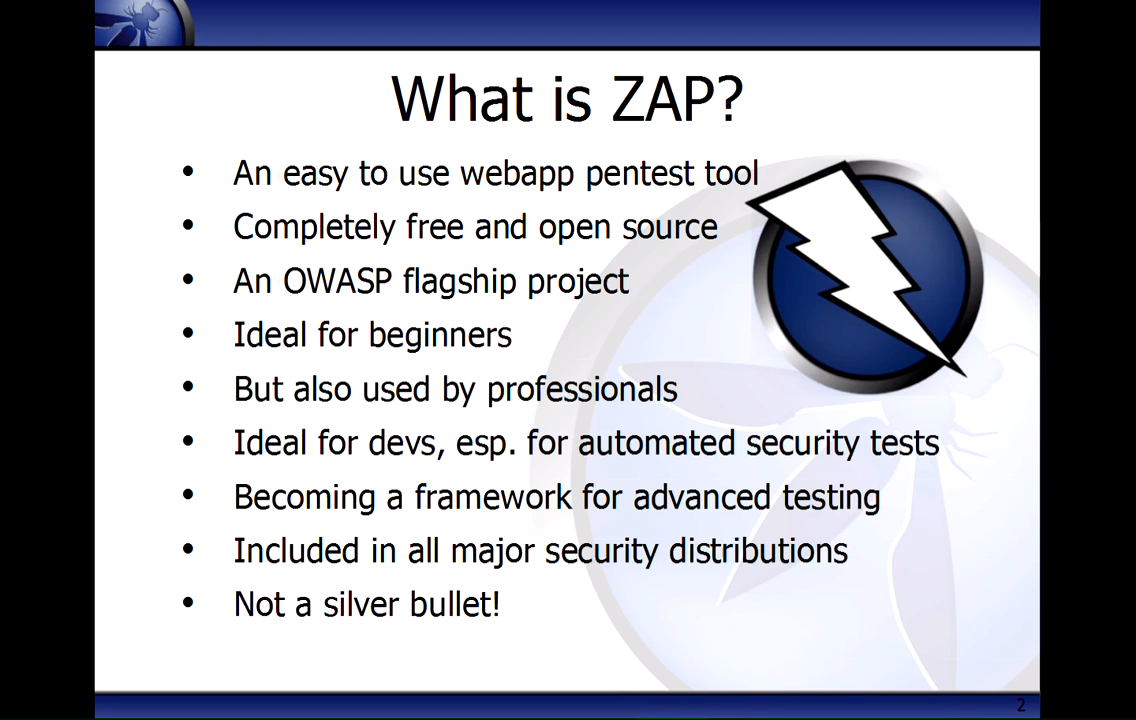 What is ZAP?
• An easy to use webapp pentest tool
• Completely free and open source
• An OWASP flagship project
• Ideal for beginners
• But also used by professionals
• Ideal for devs, esp. for automated security tests
• Becoming a framework for advanced testing
• Included in all major security distributions
• Not a silver bullet!
2